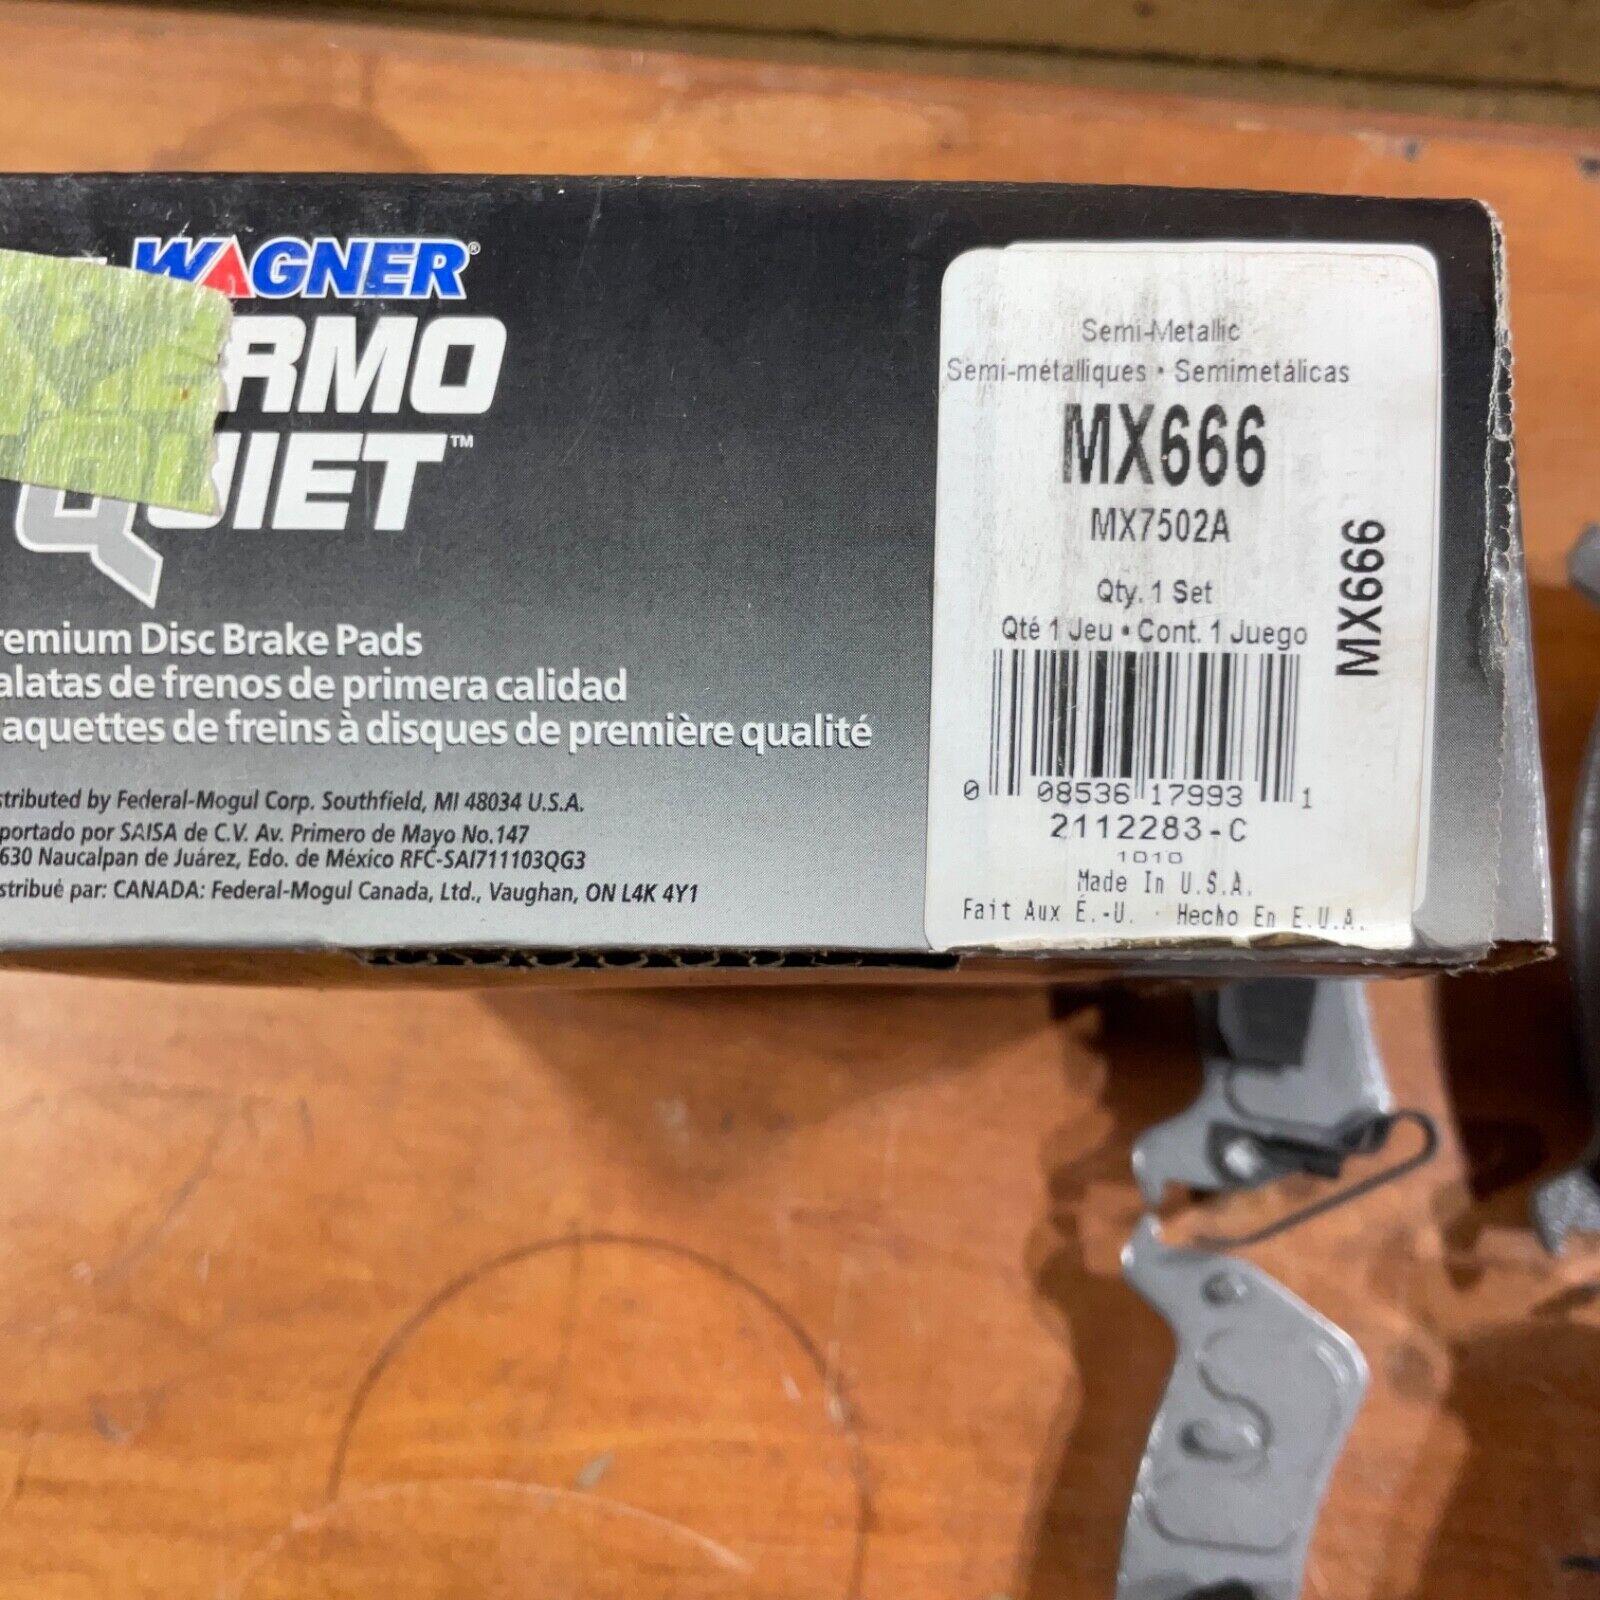 WAGNER®
RMO
QUIET™
remium Disc Brake Pads
alatas de frenos de primera calidad
aquettes de freins à disques de première qualité
stributed by Federal-Mogul Corp. Southfield, MI 48034 U.S.A.
portado por SAISA de C.V. Av. Primero de Mayo No.147
630 Naucalpan de Juárez, Edo. de México RFC-SAI711103QG3
stribué par: CANADA: Federal-Mogul Canada, Ltd., Vaughan, ON L4K 4Y1
Semi-Metallic
Semi-métalliques • Semimetálicas
MX666
MX7502A
Qty. 1 Set
Qté 1 Jeu • Cont. 1 Juego
MX666
0 08536 17993 1
2112283-C
1010
Made In U.S.A.
Fait Aux É.-U. · Hecho En E.U.A.